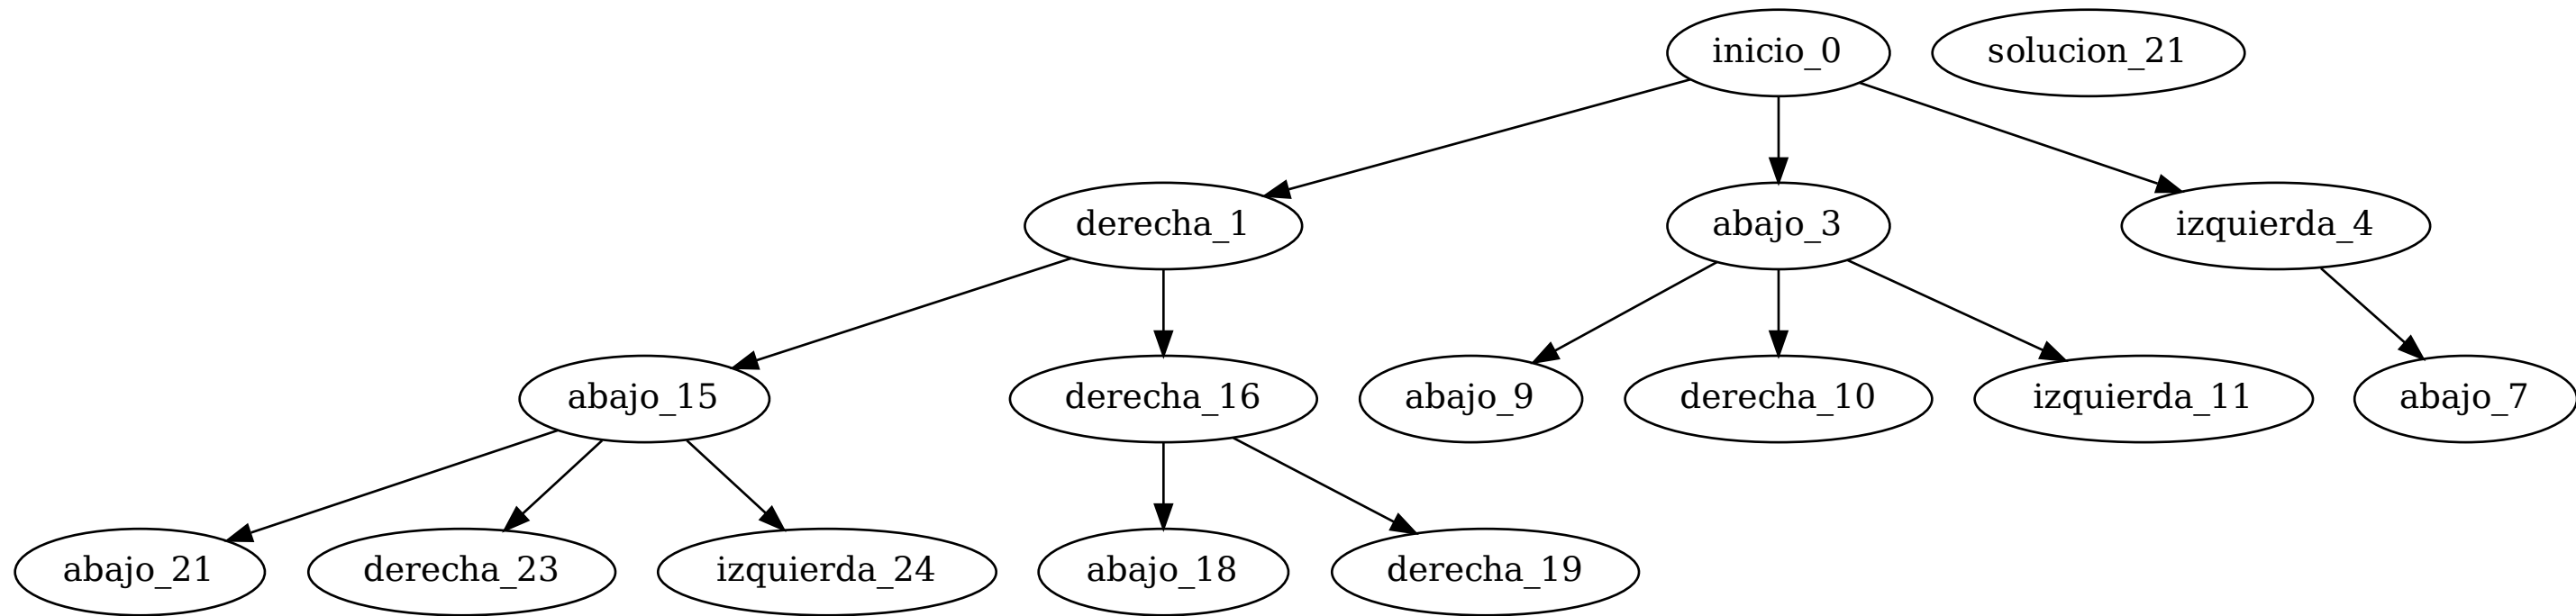 inicio_0
solucion_21
derecha_1
abajo_3
izquierda_4
abajo_15
derecha_16
abajo_9
derecha_10
izquierda_11
abajo_7
abajo_21
derecha_23
izquierda_24
abajo_18
derecha_19